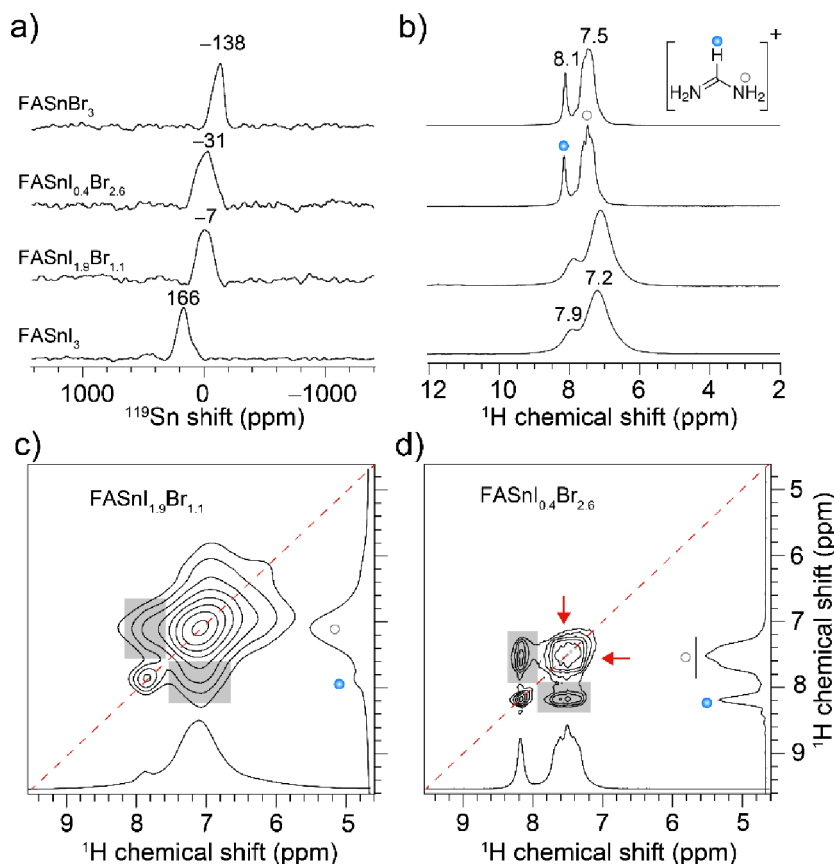 a)
−138
FASnBr₃
−31
FASnI₀.₄Br₂.₆
−7
FASnI₁.₉Br₁.₁
166
FASnI₃
1000 0 −1000
¹¹⁹Sn shift (ppm)
b)
7.5
8.1
H
H₂N NH₂
+
7.2
7.9
12 10 8 6 4 2
¹H chemical shift (ppm)
c)
FASnI₁.₉Br₁.₁
9 8 7 6 5
¹H chemical shift (ppm)
d)
FASnI₀.₄Br₂.₆
5
6
7
8
9
¹H chemical shift (ppm)
9 8 7 6 5
¹H chemical shift (ppm)